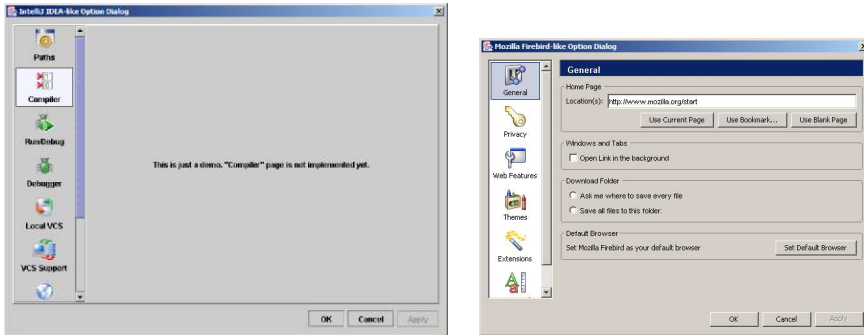 IntelliJ IDEA-like Option Dialog
Paths
Compiler
Run/Debug
Debugger
Local VCS
VCS Support
This is just a demo. "Compiler" page is not implemented yet.
OK Cancel Apply
Mozilla Firebird-like Option Dialog
General
Privacy
Web Features
Themes
Extensions
General
Home Page
Location(s): http://www.mozilla.org/start
Use Current Page Use Bookmark... Use Blank Page
Windows and Tabs
Open Link in the background
Download Folder
Ask me where to save every file
Save all files to this folder:
Default Browser
Set Mozilla Firebird as your default browser Set Default Browser
OK Cancel Apply